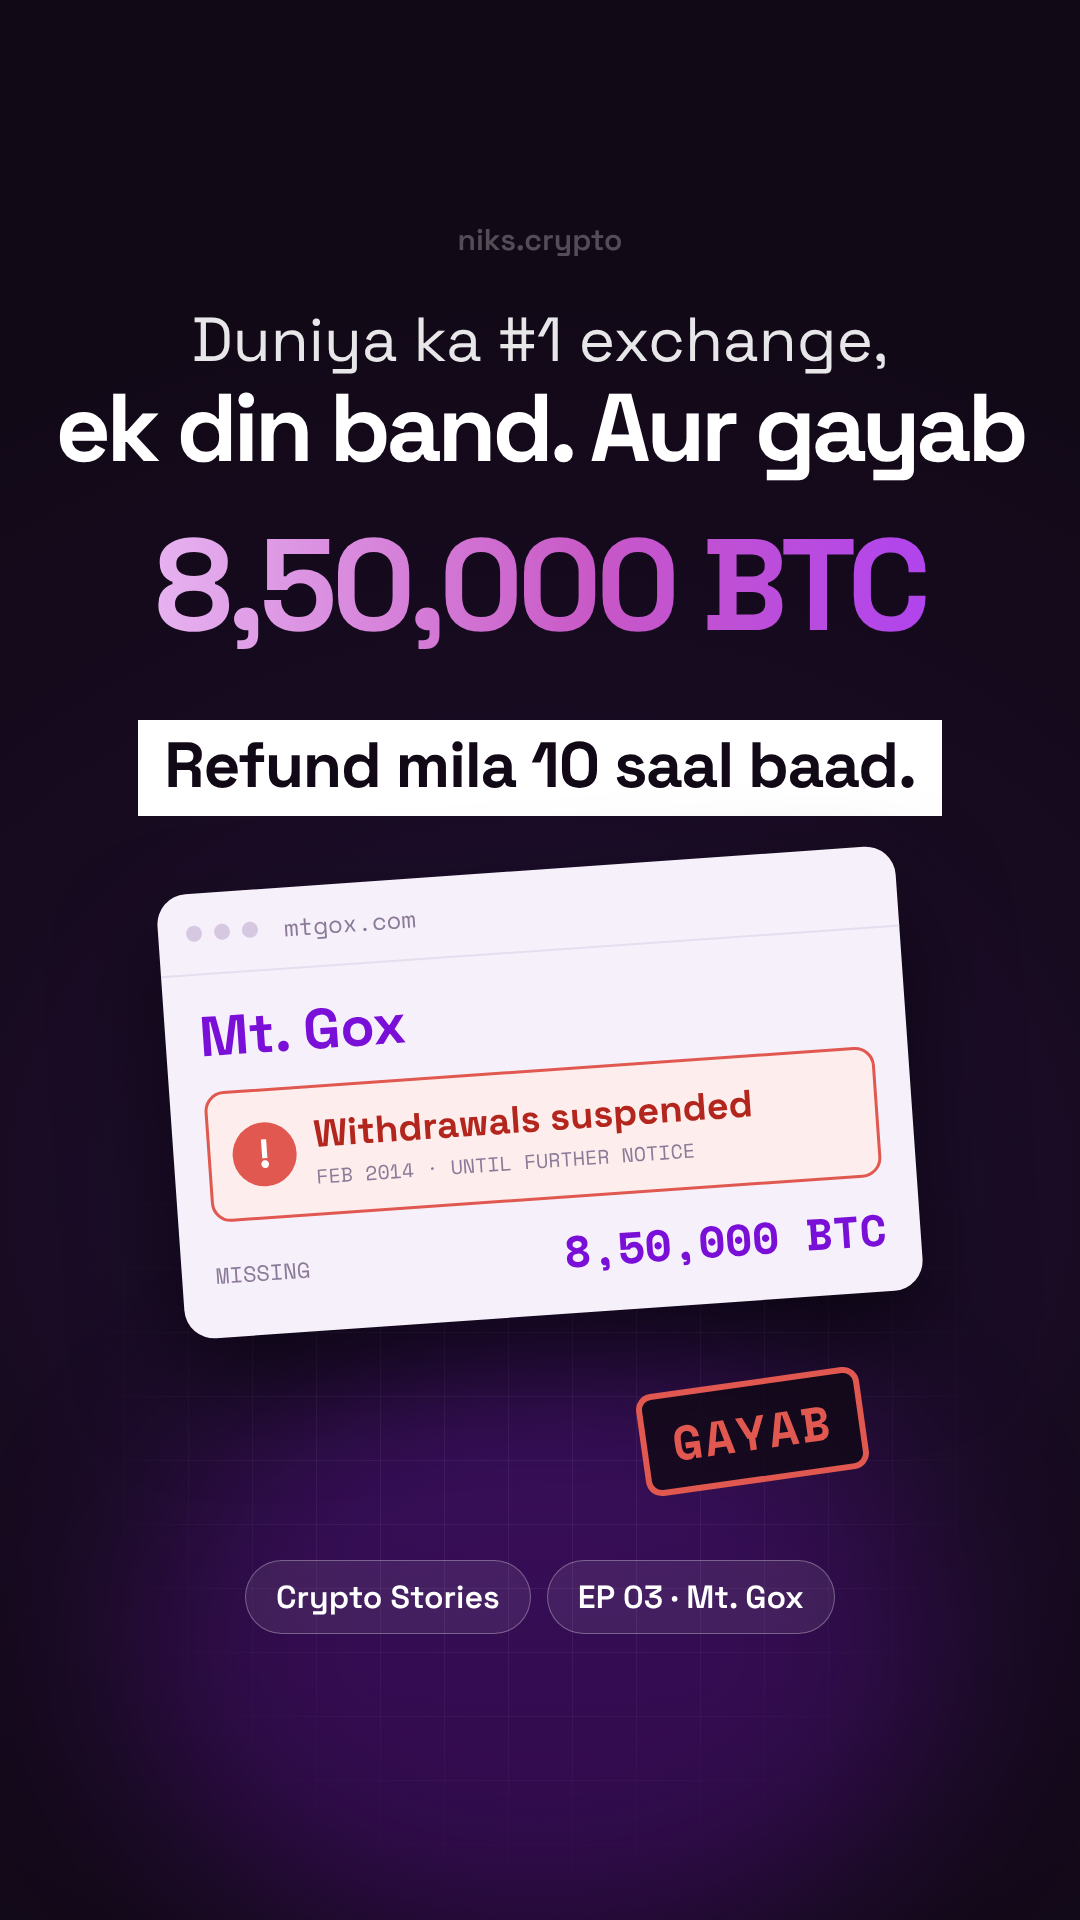 niks.crypto
Duniya ka #1 exchange,
ek din band. Aur gayab
8,50,000 BTC
Refund mila 10 saal baad.
mtgox.com
Mt. Gox
!
Withdrawals suspended
FEB 2014 · UNTIL FURTHER NOTICE
MISSING 8,50,000 BTC
GAYAB
Crypto Stories EP 03 · Mt. Gox